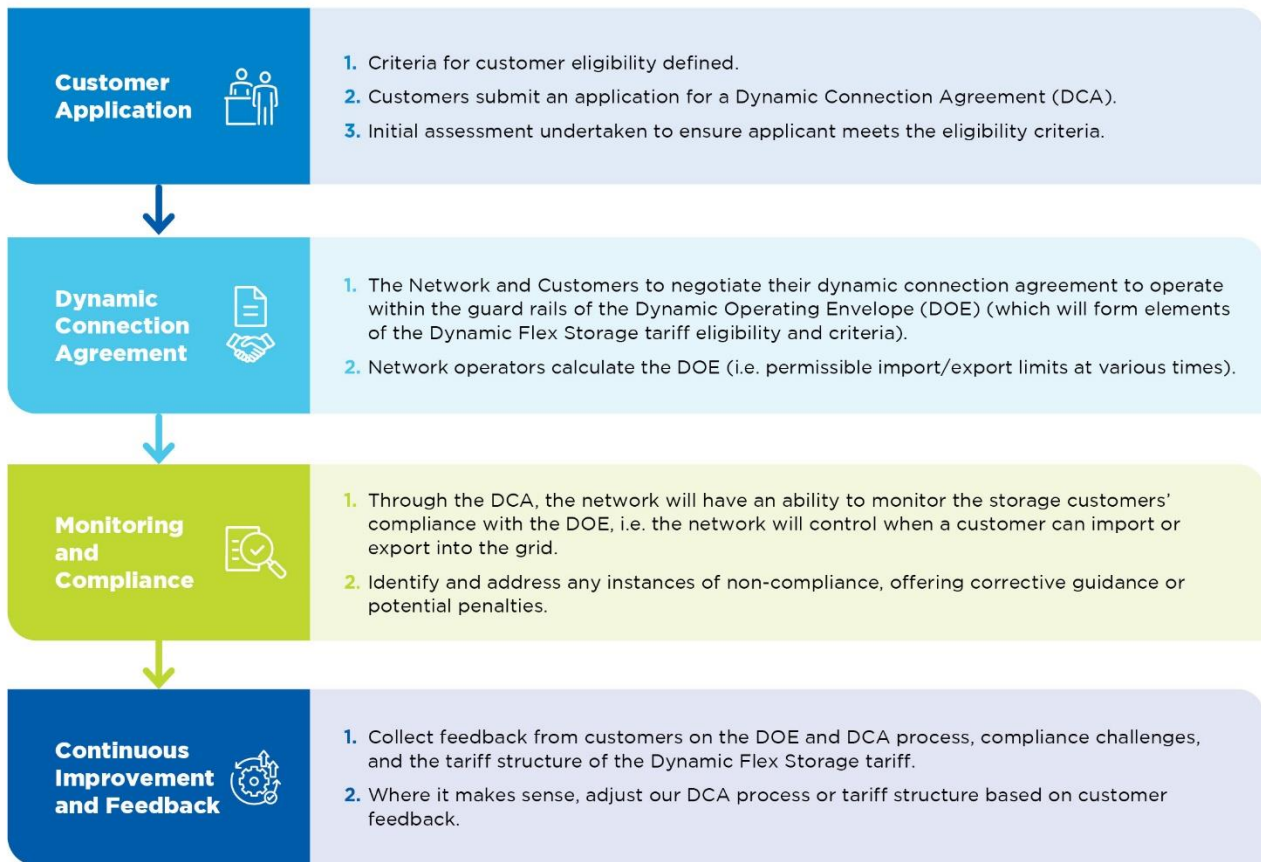 Customer
Application
1. Criteria for customer eligibility defined.
2. Customers submit an application for a Dynamic Connection Agreement (DCA).
3. Initial assessment undertaken to ensure applicant meets the eligibility criteria.
Dynamic
Connection
Agreement
1. The Network and Customers to negotiate their dynamic connection agreement to operate
within the guard rails of the Dynamic Operating Envelope (DOE) (which will form elements
of the Dynamic Flex Storage tariff eligibility and criteria).
2. Network operators calculate the DOE (i.e. permissible import/export limits at various times).
Monitoring
and
Compliance
1. Through the DCA, the network will have an ability to monitor the storage customers’
compliance with the DOE, i.e. the network will control when a customer can import or
export into the grid.
2. Identify and address any instances of non-compliance, offering corrective guidance or
potential penalties.
Continuous
Improvement
and Feedback
1. Collect feedback from customers on the DOE and DCA process, compliance challenges,
and the tariff structure of the Dynamic Flex Storage tariff.
2. Where it makes sense, adjust our DCA process or tariff structure based on customer
feedback.